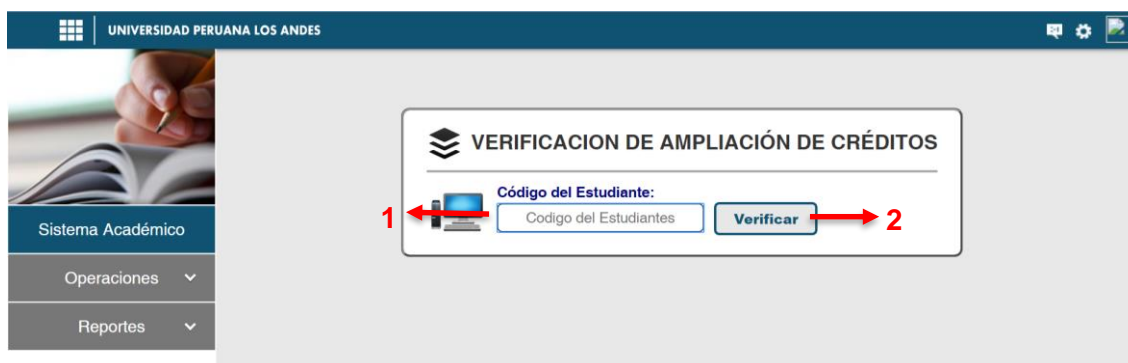 UNIVERSIDAD PERUANA LOS ANDES
VERIFICACION DE AMPLIACIÓN DE CRÉDITOS
Código del Estudiante:
1
Codigo del Estudiantes
Verificar
2
Sistema Académico
Operaciones
Reportes